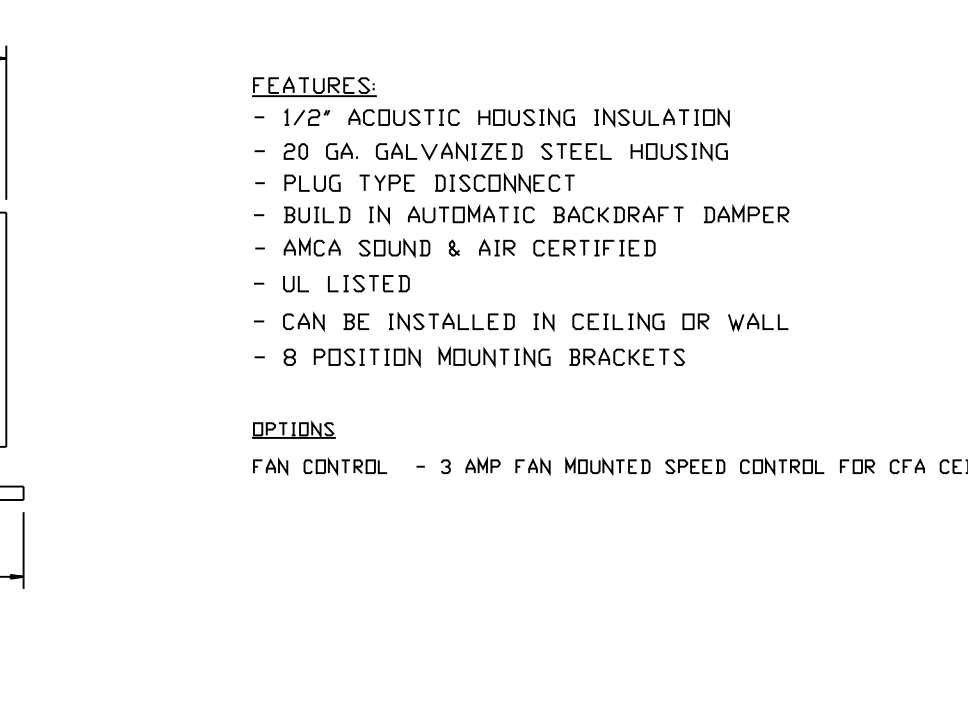 FEATURES:
- 1/2" ACOUSTIC HOUSING INSULATION
- 20 GA. GALVANIZED STEEL HOUSING
- PLUG TYPE DISCONNECT
- BUILD IN AUTOMATIC BACKDRAFT DAMPER
- AMCA SOUND & AIR CERTIFIED
- UL LISTED
- CAN BE INSTALLED IN CEILING OR WALL
- 8 POSITION MOUNTING BRACKETS
OPTIONS
FAN CONTROL - 3 AMP FAN MOUNTED SPEED CONTROL FOR CFA